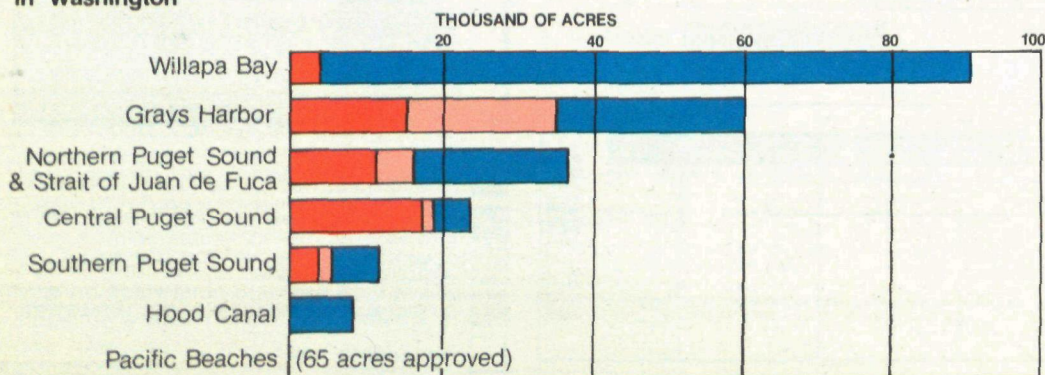 in Washington
THOUSAND OF ACRES
20 40 60 80 100
Willapa Bay
Grays Harbor
Northern Puget Sound
& Strait of Juan de Fuca
Central Puget Sound
Southern Puget Sound
Hood Canal
Pacific Beaches (65 acres approved)